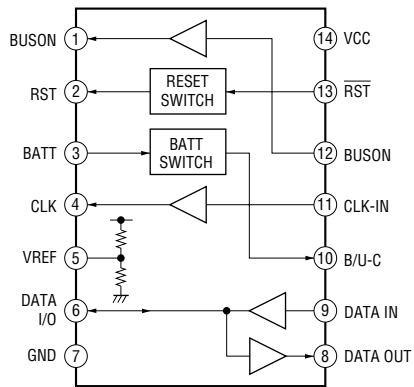 BUSON 1
14 VCC
RST 2
RESET
SWITCH
13 RST
BATT 3
BATT
SWITCH
12 BUSON
CLK 4
11 CLK-IN
VREF 5
10 B/U-C
DATA
I/O 6
9 DATA IN
GND 7
8 DATA OUT